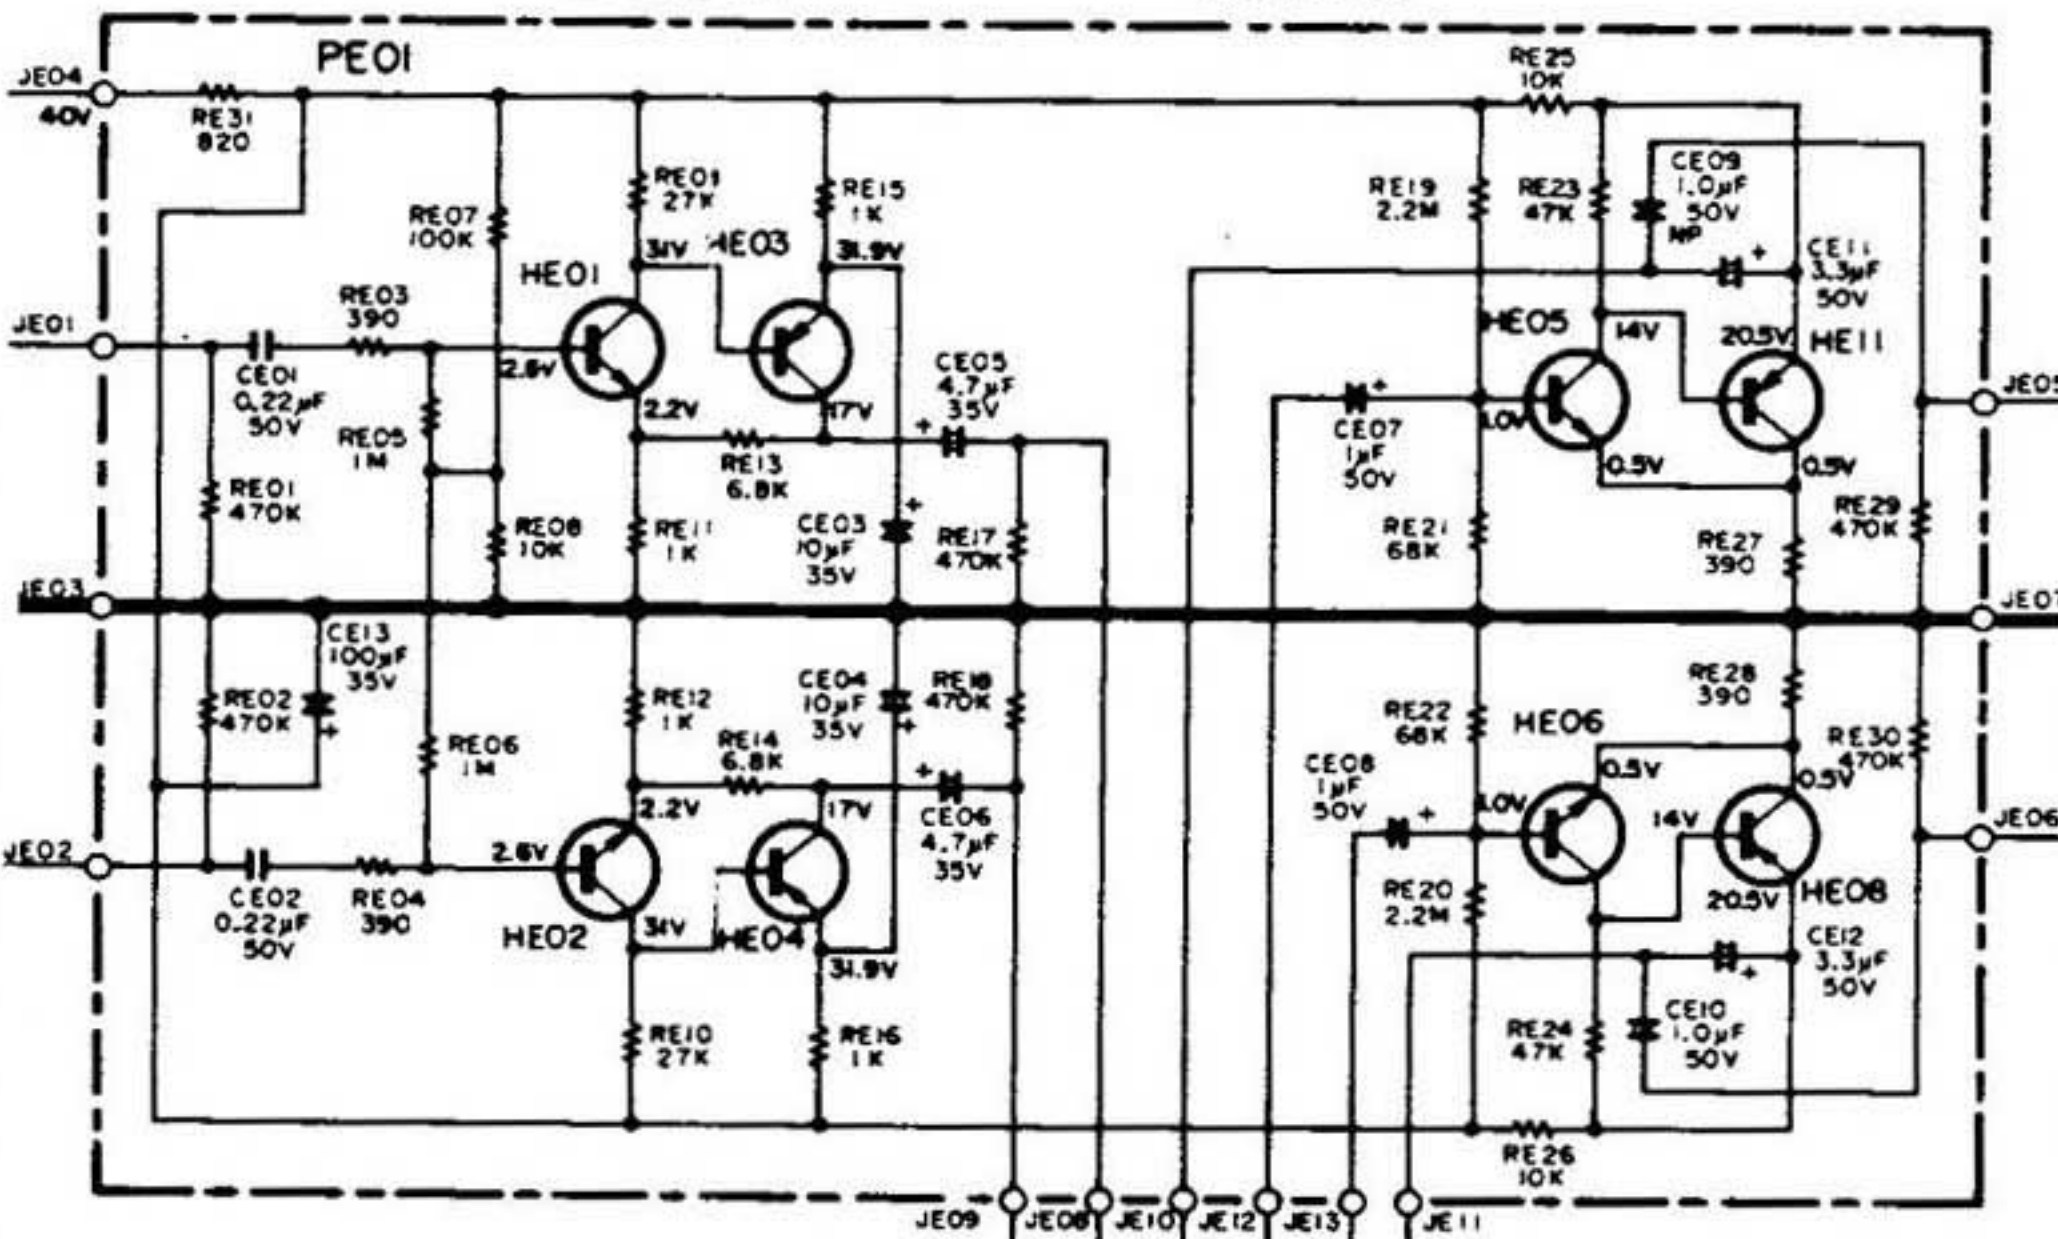 PE01
JE04
40V
RE31
820
RE25
10K
RE07
100K
RE01
27K
RE15
1K
RE19
2.2M
RE23
47K
CE09
1.0µF
50V
NP
31V
HE03
31.9V
CE11
3.3µF
50V
HE01
HE05
14V
20.5V
HE11
JE01
RE03
390
2.6V
CE01
0.22µF
50V
2.2V
17V
CE05
4.7µF
35V
1.0V
JE05
CE07
1µF
50V
RE05
1M
RE13
6.8K
0.5V
0.5V
RE01
470K
RE08
10K
RE11
1K
CE03
10µF
35V
RE17
470K
RE21
68K
RE27
390
RE29
470K
JE03
JE07
CE13
100µF
35V
RE02
470K
RE12
1K
CE04
10µF
35V
RE18
470K
RE22
68K
HE06
RE28
390
RE30
470K
RE06
1M
RE14
6.8K
CE08
1µF
50V
0.5V
0.5V
2.2V
17V
CE06
4.7µF
35V
1.0V
14V
JE02
2.6V
JE06
CE02
0.22µF
50V
RE04
390
HE02
31V
HE04
31.9V
RE20
2.2M
20.5V
HE08
CE12
3.3µF
50V
RE10
27K
RE16
1K
RE24
47K
CE10
1.0µF
50V
RE26
10K
JE09
JE08
JE10
JE12
JE13
JE11